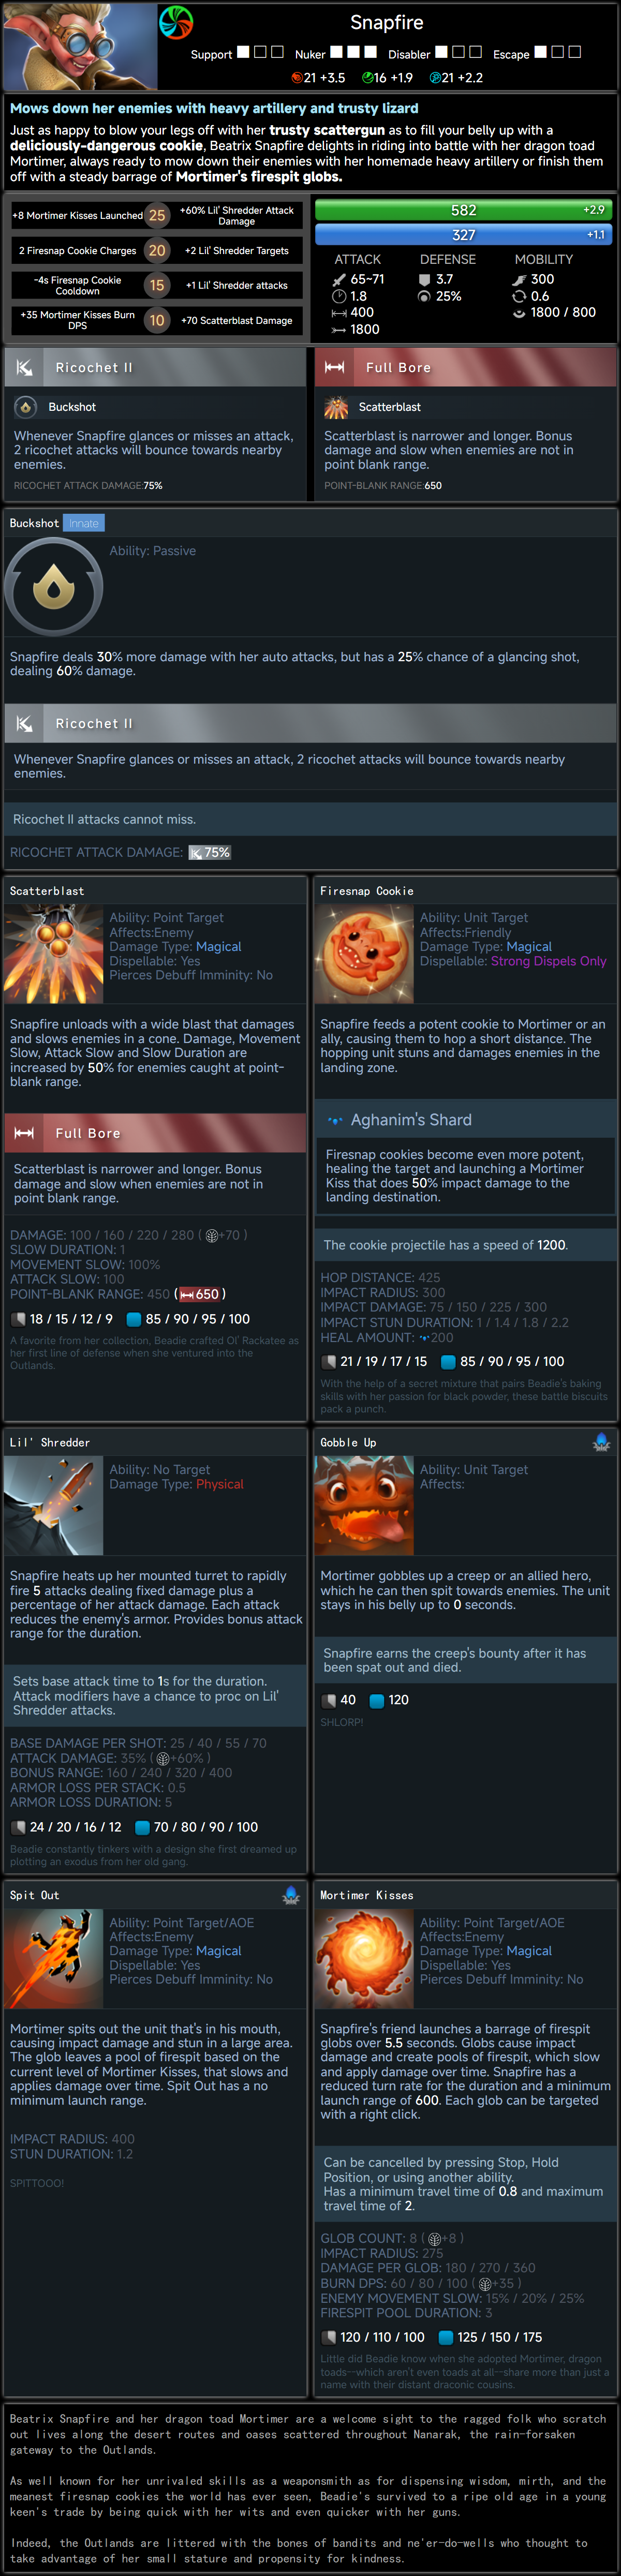 Snapfire
Support Nuker Disabler Escape
21 +3.5 16 +1.9 21 +2.2
Mows down her enemies with heavy artillery and trusty lizard
Just as happy to blow your legs off with her trusty scattergun as to fill your belly up with a
deliciously-dangerous cookie, Beatrix Snapfire delights in riding into battle with her dragon toad
Mortimer, always ready to mow down their enemies with her homemade heavy artillery or finish them
off with a steady barrage of Mortimer's firespit globs.
+8 Mortimer Kisses Launched 25 +60% Lil' Shredder Attack
Damage
2 Firesnap Cookie Charges 20 +2 Lil' Shredder Targets
-4s Firesnap Cookie
Cooldown 15 +1 Lil' Shredder attacks
+35 Mortimer Kisses Burn
DPS 10 +70 Scatterblast Damage
582 +2.9
327 +1.1
ATTACK DEFENSE MOBILITY
65~71 3.7 300
1.8 25% 0.6
400 1800 / 800
1800
Ricochet II
Buckshot
Whenever Snapfire glances or misses an attack,
2 ricochet attacks will bounce towards nearby
enemies.
RICOCHET ATTACK DAMAGE:75%
Full Bore
Scatterblast
Scatterblast is narrower and longer. Bonus
damage and slow when enemies are not in
point blank range.
POINT-BLANK RANGE:650
Buckshot Innate
Ability: Passive
Snapfire deals 30% more damage with her auto attacks, but has a 25% chance of a glancing shot,
dealing 60% damage.
Ricochet II
Whenever Snapfire glances or misses an attack, 2 ricochet attacks will bounce towards nearby
enemies.
Ricochet II attacks cannot miss.
RICOCHET ATTACK DAMAGE: 75%
Scatterblast
Ability: Point Target
Affects:Enemy
Damage Type: Magical
Dispellable: Yes
Pierces Debuff Imminity: No
Snapfire unloads with a wide blast that damages
and slows enemies in a cone. Damage, Movement
Slow, Attack Slow and Slow Duration are
increased by 50% for enemies caught at point-
blank range.
Full Bore
Scatterblast is narrower and longer. Bonus
damage and slow when enemies are not in
point blank range.
DAMAGE: 100 / 160 / 220 / 280 ( +70 )
SLOW DURATION: 1
MOVEMENT SLOW: 100%
ATTACK SLOW: 100
POINT-BLANK RANGE: 450 ( 650 )
18 / 15 / 12 / 9 85 / 90 / 95 / 100
A favorite from her collection, Beadie crafted Ol' Rackatee as
her first line of defense when she ventured into the
Outlands.
Firesnap Cookie
Ability: Unit Target
Affects:Friendly
Damage Type: Magical
Dispellable: Strong Dispels Only
Snapfire feeds a potent cookie to Mortimer or an
ally, causing them to hop a short distance. The
hopping unit stuns and damages enemies in the
landing zone.
Aghanim's Shard
Firesnap cookies become even more potent,
healing the target and launching a Mortimer
Kiss that does 50% impact damage to the
landing destination.
The cookie projectile has a speed of 1200.
HOP DISTANCE: 425
IMPACT RADIUS: 300
IMPACT DAMAGE: 75 / 150 / 225 / 300
IMPACT STUN DURATION: 1 / 1.4 / 1.8 / 2.2
HEAL AMOUNT: 200
21 / 19 / 17 / 15 85 / 90 / 95 / 100
With the help of a secret mixture that pairs Beadie's baking
skills with her passion for black powder, these battle biscuits
pack a punch.
Lil' Shredder
Ability: No Target
Damage Type: Physical
Snapfire heats up her mounted turret to rapidly
fire 5 attacks dealing fixed damage plus a
percentage of her attack damage. Each attack
reduces the enemy's armor. Provides bonus attack
range for the duration.
Sets base attack time to 1s for the duration.
Attack modifiers have a chance to proc on Lil'
Shredder attacks.
BASE DAMAGE PER SHOT: 25 / 40 / 55 / 70
ATTACK DAMAGE: 35% ( +60% )
BONUS RANGE: 160 / 240 / 320 / 400
ARMOR LOSS PER STACK: 0.5
ARMOR LOSS DURATION: 5
24 / 20 / 16 / 12 70 / 80 / 90 / 100
Beadie constantly tinkers with a design she first dreamed up
plotting an exodus from her old gang.
Gobble Up
Ability: Unit Target
Affects:
Mortimer gobbles up a creep or an allied hero,
which he can then spit towards enemies. The unit
stays in his belly up to 0 seconds.
Snapfire earns the creep's bounty after it has
been spat out and died.
40 120
SHLORP!
Spit Out
Ability: Point Target/AOE
Affects:Enemy
Damage Type: Magical
Dispellable: Yes
Pierces Debuff Imminity: No
Mortimer spits out the unit that's in his mouth,
causing impact damage and stun in a large area.
The glob leaves a pool of firespit based on the
current level of Mortimer Kisses, that slows and
applies damage over time. Spit Out has a no
minimum launch range.
IMPACT RADIUS: 400
STUN DURATION: 1.2
SPITTOOO!
Mortimer Kisses
Ability: Point Target/AOE
Affects:Enemy
Damage Type: Magical
Dispellable: Yes
Pierces Debuff Imminity: No
Snapfire's friend launches a barrage of firespit
globs over 5.5 seconds. Globs cause impact
damage and create pools of firespit, which slow
and apply damage over time. Snapfire has a
reduced turn rate for the duration and a minimum
launch range of 600. Each glob can be targeted
with a right click.
Can be cancelled by pressing Stop, Hold
Position, or using another ability.
Has a minimum travel time of 0.8 and maximum
travel time of 2.
GLOB COUNT: 8 ( +8 )
IMPACT RADIUS: 275
DAMAGE PER GLOB: 180 / 270 / 360
BURN DPS: 60 / 80 / 100 ( +35 )
ENEMY MOVEMENT SLOW: 15% / 20% / 25%
FIRESPIT POOL DURATION: 3
120 / 110 / 100 125 / 150 / 175
Little did Beadie know when she adopted Mortimer, dragon
toads--which aren't even toads at all--share more than just a
name with their distant draconic cousins.
Beatrix Snapfire and her dragon toad Mortimer are a welcome sight to the ragged folk who scratch
out lives along the desert routes and oases scattered throughout Nanarak, the rain-forsaken
gateway to the Outlands.
As well known for her unrivaled skills as a weaponsmith as for dispensing wisdom, mirth, and the
meanest firesnap cookies the world has ever seen, Beadie's survived to a ripe old age in a young
keen's trade by being quick with her wits and even quicker with her guns.
Indeed, the Outlands are littered with the bones of bandits and ne'er-do-wells who thought to
take advantage of her small stature and propensity for kindness.